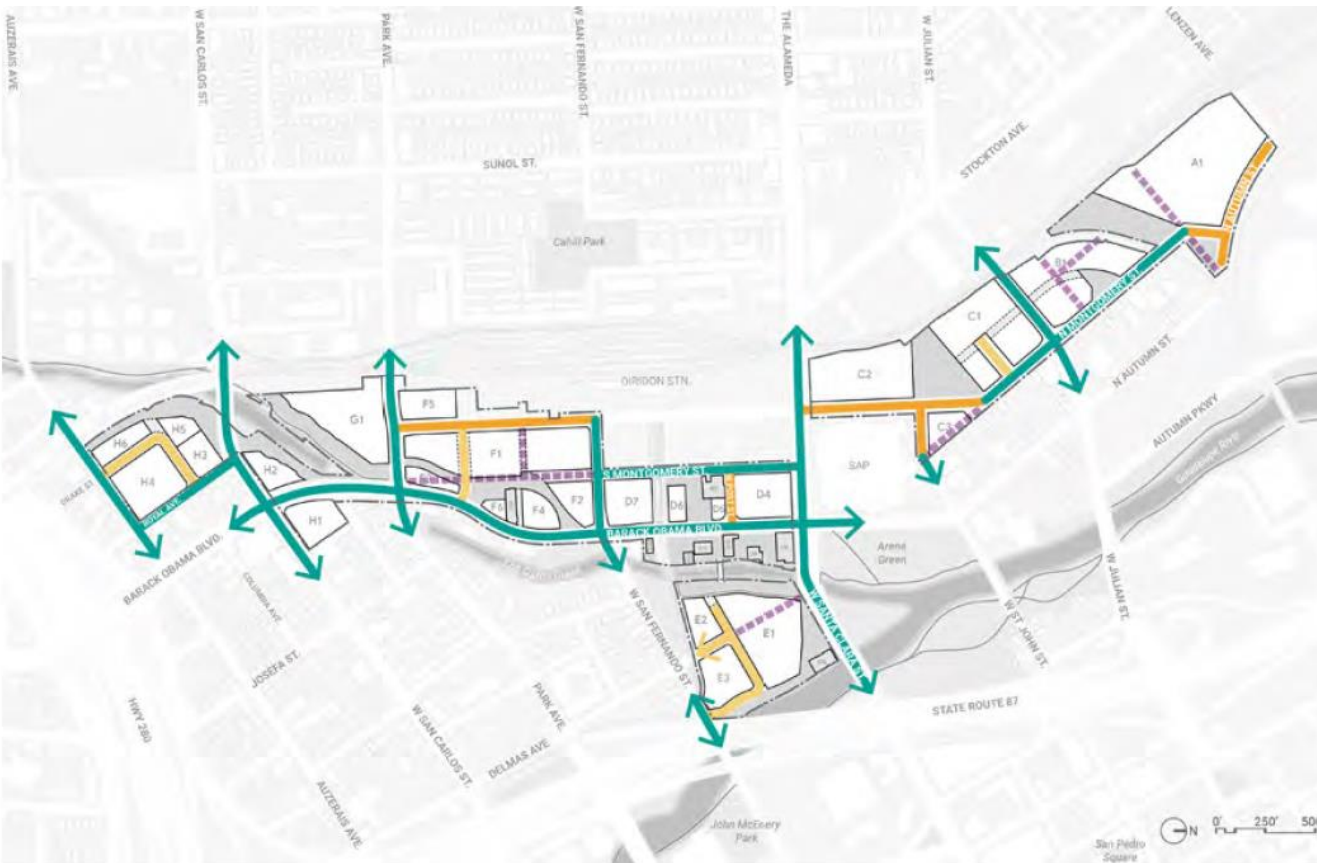 AUZERAIS AVE.
W SAN CARLOS ST.
PARK AVE.
W SAN FERNANDO ST.
THE ALAMEDA
W JULIAN ST.
LENZEN AVE.
STOCKTON AVE.
SUNOL ST.
Cahill Park
A1
B1
N MONTGOMERY ST.
C1
N AUTUMN ST.
DIRIDON STN.
C2
AUTUMN PKWY
C3
G1
F5
SAP
H5
H6
H3
F1
S MONTGOMERY ST.
H2
H4
DRAKE ST.
ROYAL AVE.
F6
F4
F2
D7
D6
D5
D4
H1
BARACK OBAMA BLVD.
BARACK OBAMA BLVD.
Arena
Green
COLUMBIA AVE
W SAN FERNANDO ST.
E2
E1
E3
W SANTA CLARA ST.
W ST JOHN ST.
W JULIAN ST.
JOSEFA ST.
HWY 280
W SAN CARLOS ST.
PARK AVE.
DELMAS AVE
STATE ROUTE 87
AUZERAIS AVE.
John McEnery
Park
San Pedro
Square
N
0' 250' 500